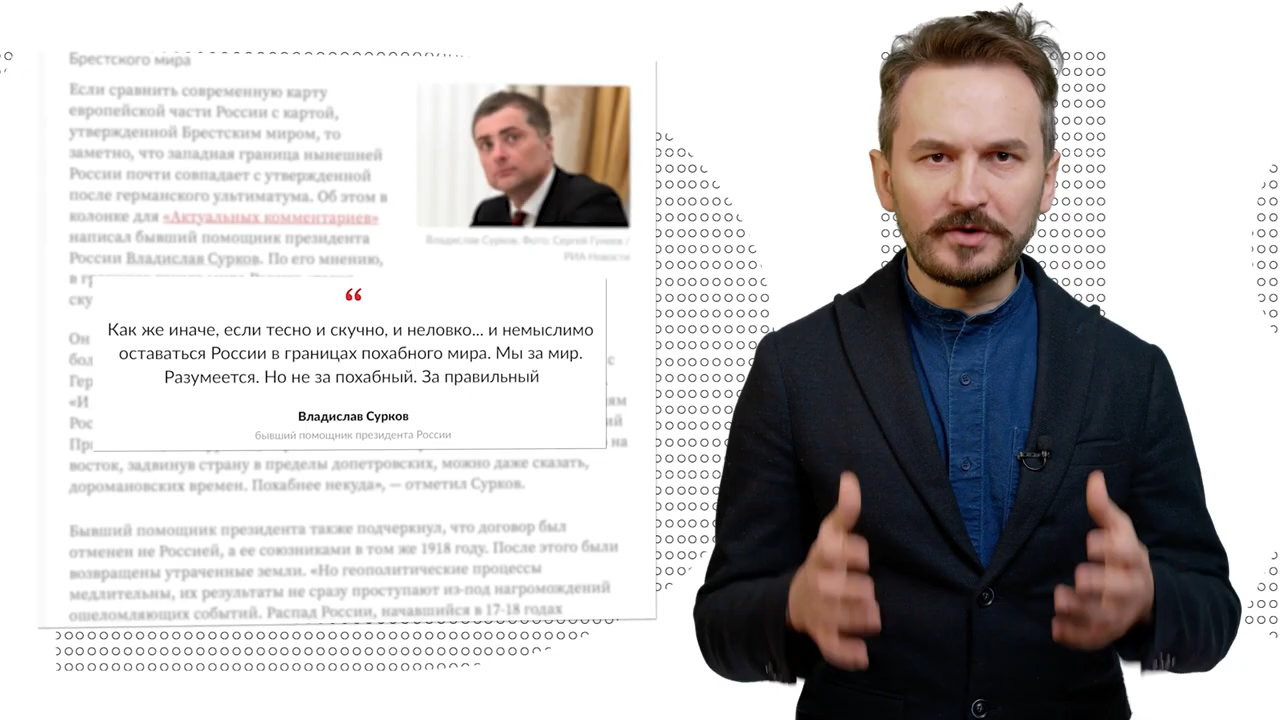 Брестского мира
Если сравнить современную карту
европейской части России с картой,
утвержденной Брестским миром, то
заметно, что западная граница нынешней
России почти совпадает с утвержденной
после германского ультиматума. Об этом в
колонке для «Актуальных комментариев»
написал бывший помощник президента
России Владислав Сурков. По его мнению,
Владислав Сурков. Фото: Сергей Гунеев /
РИА Новости
“
Как же иначе, если тесно и скучно, и неловко... и немыслимо
оставаться России в границах похабного мира. Мы за мир.
Разумеется. Но не за похабный. За правильный
Владислав Сурков
бывший помощник президента России
восток, задвинув страну в пределы допетровских, можно даже сказать,
доромановских времен. Похабнее некуда», — отметил Сурков.
Бывший помощник президента также подчеркнул, что договор был
отменен не Россией, а ее союзниками в том же 1918 году. После этого были
возвращены утраченные земли. «Но геополитические процессы
медлительны, их результаты не сразу проступают из-под нагромождений
ошеломляющих событий. Распад России, начавшийся в 17-18 годах